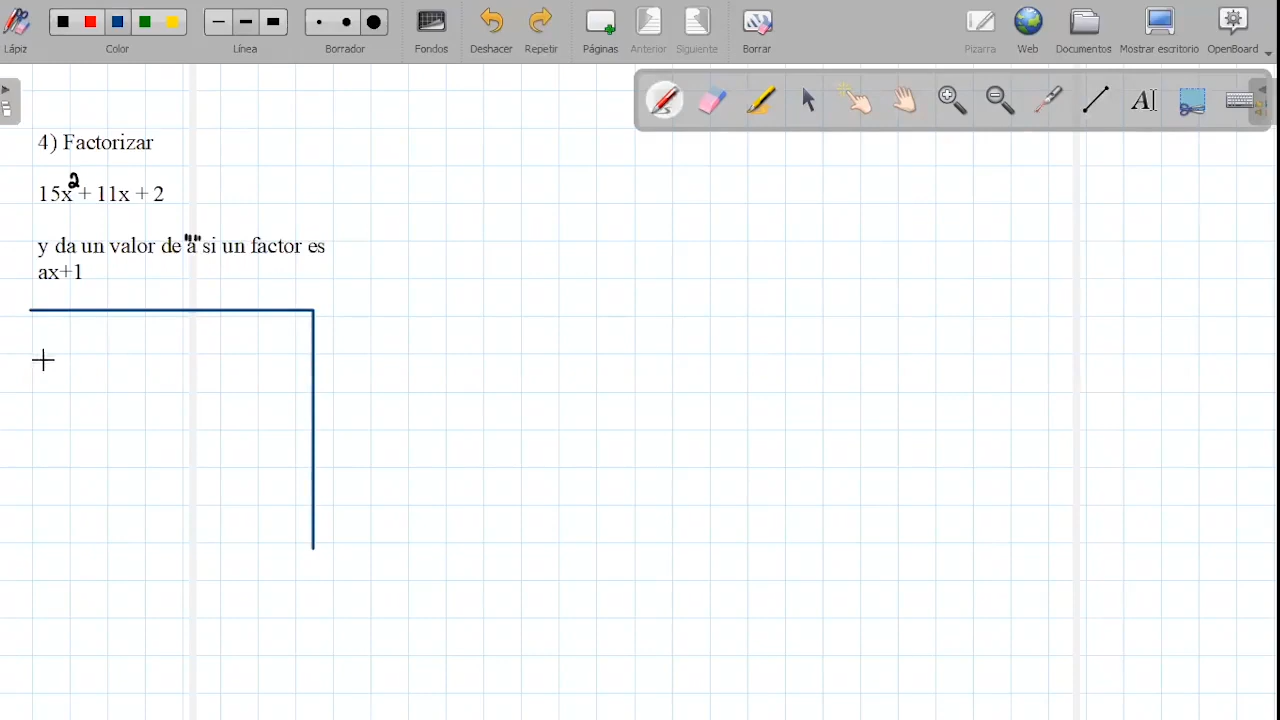 Lápiz Color Línea Borrador Fondos Deshacer Repetir Páginas Anterior Siguiente Borrar Pizarra Web Documentos Mostrar escritorio OpenBoard
4) Factorizar
15x² + 11x + 2
y da un valor de "a" si un factor es
ax+1